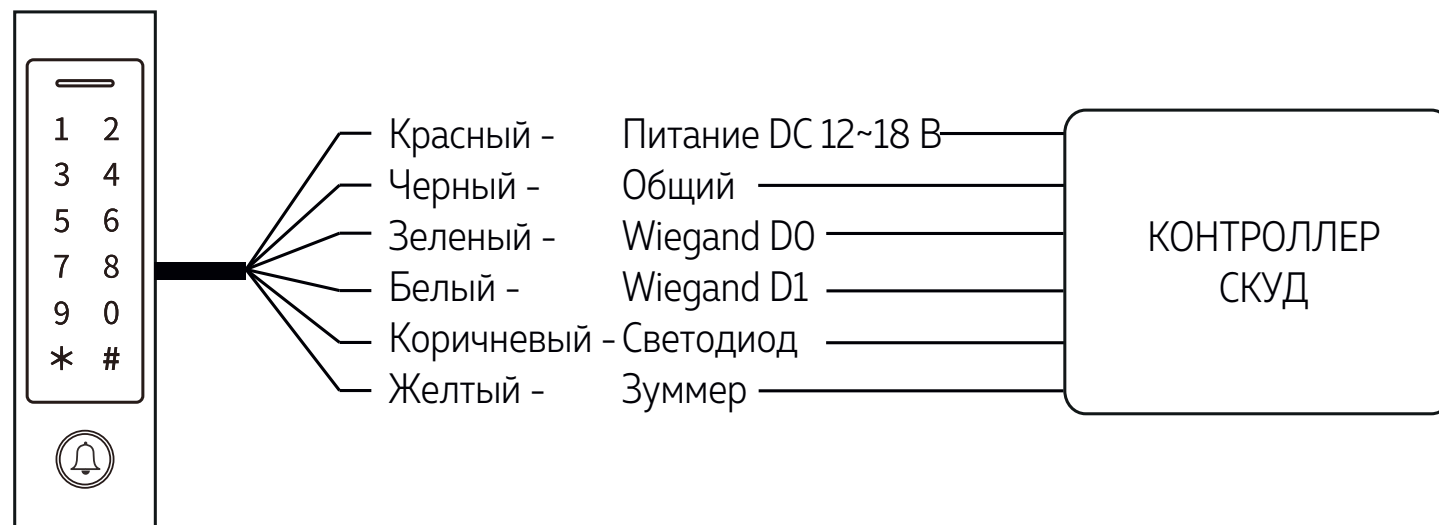 1 2
3 4
5 6
7 8
9 0
* #
Красный - Питание DC 12~18 В
Черный - Общий
Зеленый - Wiegand D0
Белый - Wiegand D1
Коричневый - Светодиод
Желтый - Зуммер
КОНТРОЛЛЕР
СКУД